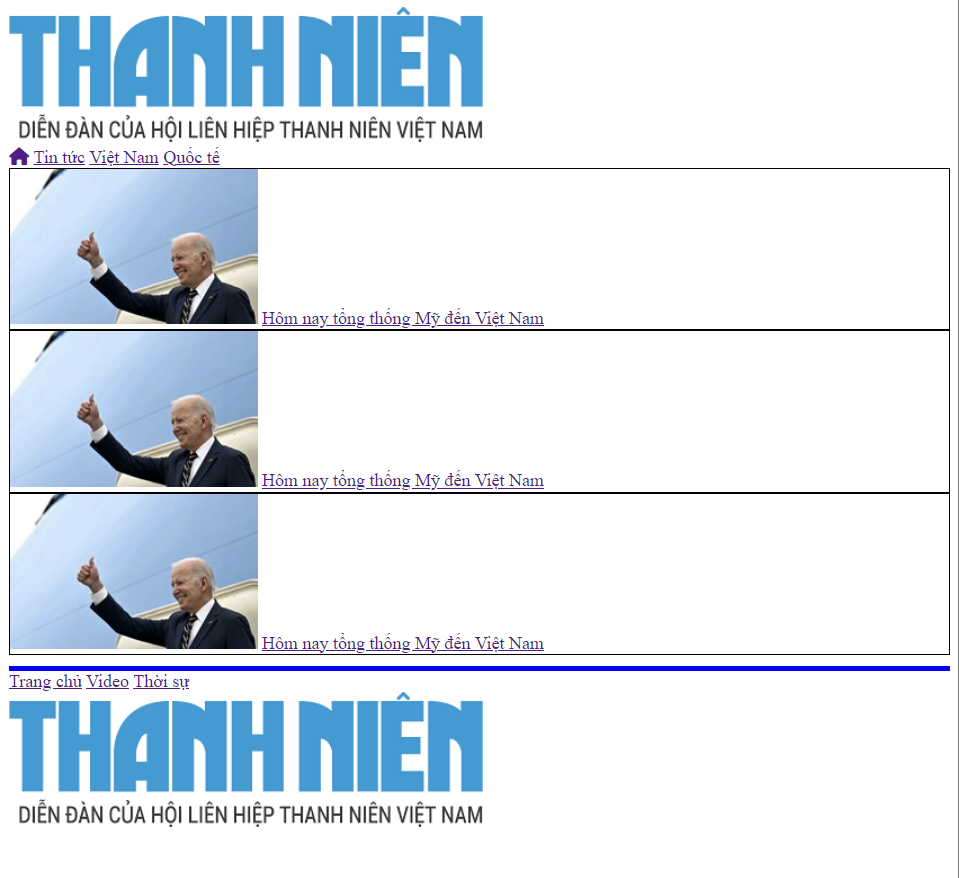 THANH NIÊN
DIỄN ĐÀN CỦA HỘI LIÊN HIỆP THANH NIÊN VIỆT NAM
Tin tức Việt Nam Quốc tế
Hôm nay tổng thống Mỹ đến Việt Nam
Hôm nay tổng thống Mỹ đến Việt Nam
Hôm nay tổng thống Mỹ đến Việt Nam
Trang chủ Video Thời sự
THANH NIÊN
DIỄN ĐÀN CỦA HỘI LIÊN HIỆP THANH NIÊN VIỆT NAM